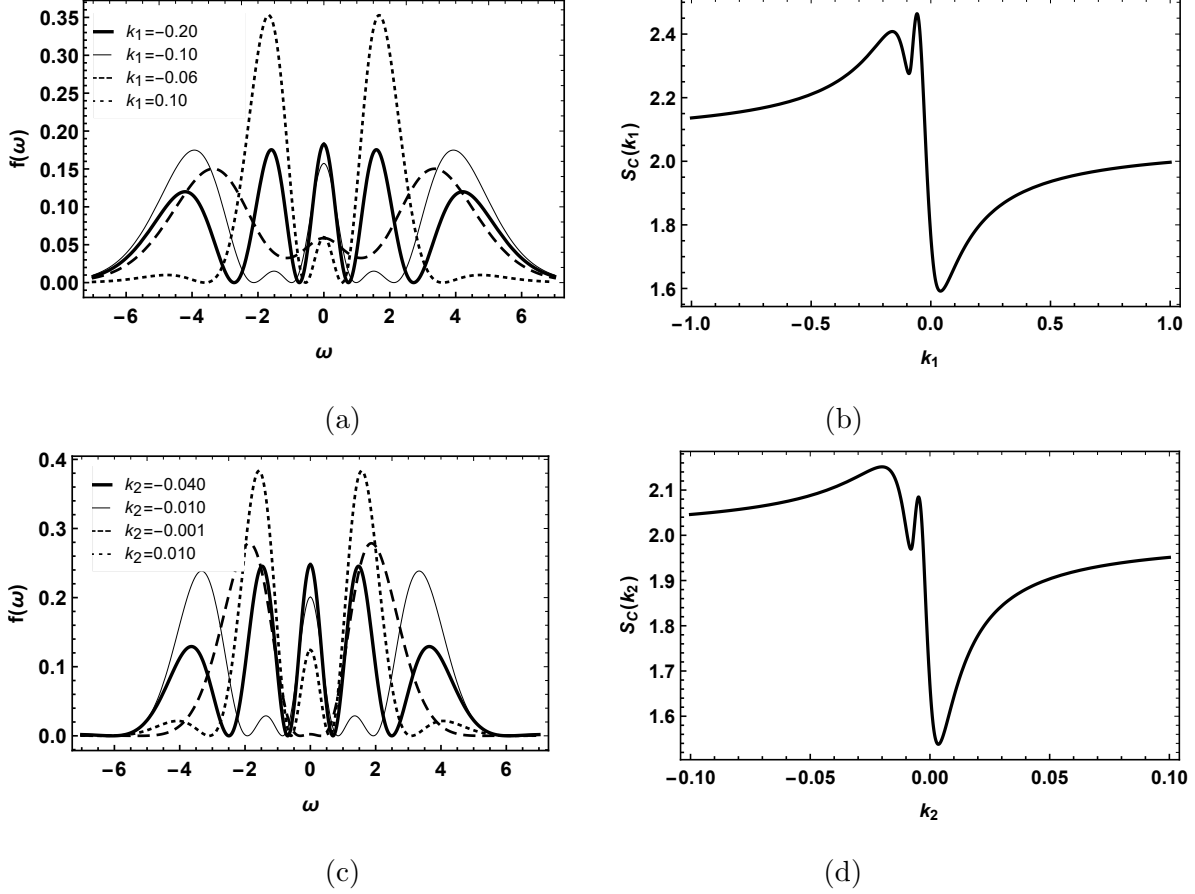 0.35
0.30
0.25
0.20
0.15
0.10
0.05
0.00
f(ω)
k1=−0.20
k1=−0.10
k1=−0.06
k1=0.10
−6 −4 −2 0 2 4 6
ω
(a)
2.4
2.2
2.0
1.8
1.6
SC(k1)
−1.0 −0.5 0.0 0.5 1.0
k1
(b)
0.4
0.3
0.2
0.1
0.0
f(ω)
k2=−0.040
k2=−0.010
k2=−0.001
k2=0.010
−6 −4 −2 0 2 4 6
ω
(c)
2.1
2.0
1.9
1.8
1.7
1.6
SC(k2)
−0.10 −0.05 0.00 0.05 0.10
k2
(d)